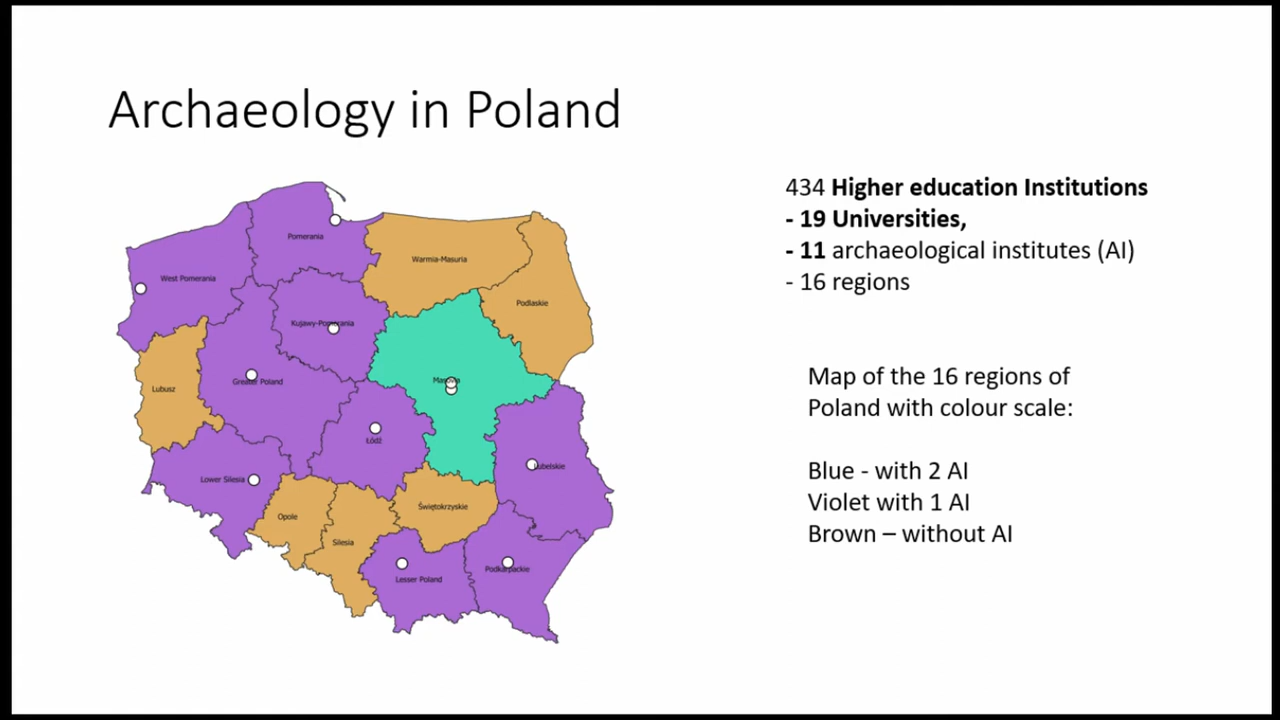 Archaeology in Poland
434 Higher education Institutions
- 19 Universities,
- 11 archaeological institutes (AI)
- 16 regions
Map of the 16 regions of
Poland with colour scale:
Blue - with 2 AI
Violet with 1 AI
Brown – without AI
Pomerania
West Pomerania
Warmia-Masuria
Podlaskie
Kujawy-Pomerania
Lubusz
Greater Poland
Masovia
Łódź
Lubelskie
Lower Silesia
Opole
Świętokrzyskie
Silesia
Lesser Poland
Podkarpackie